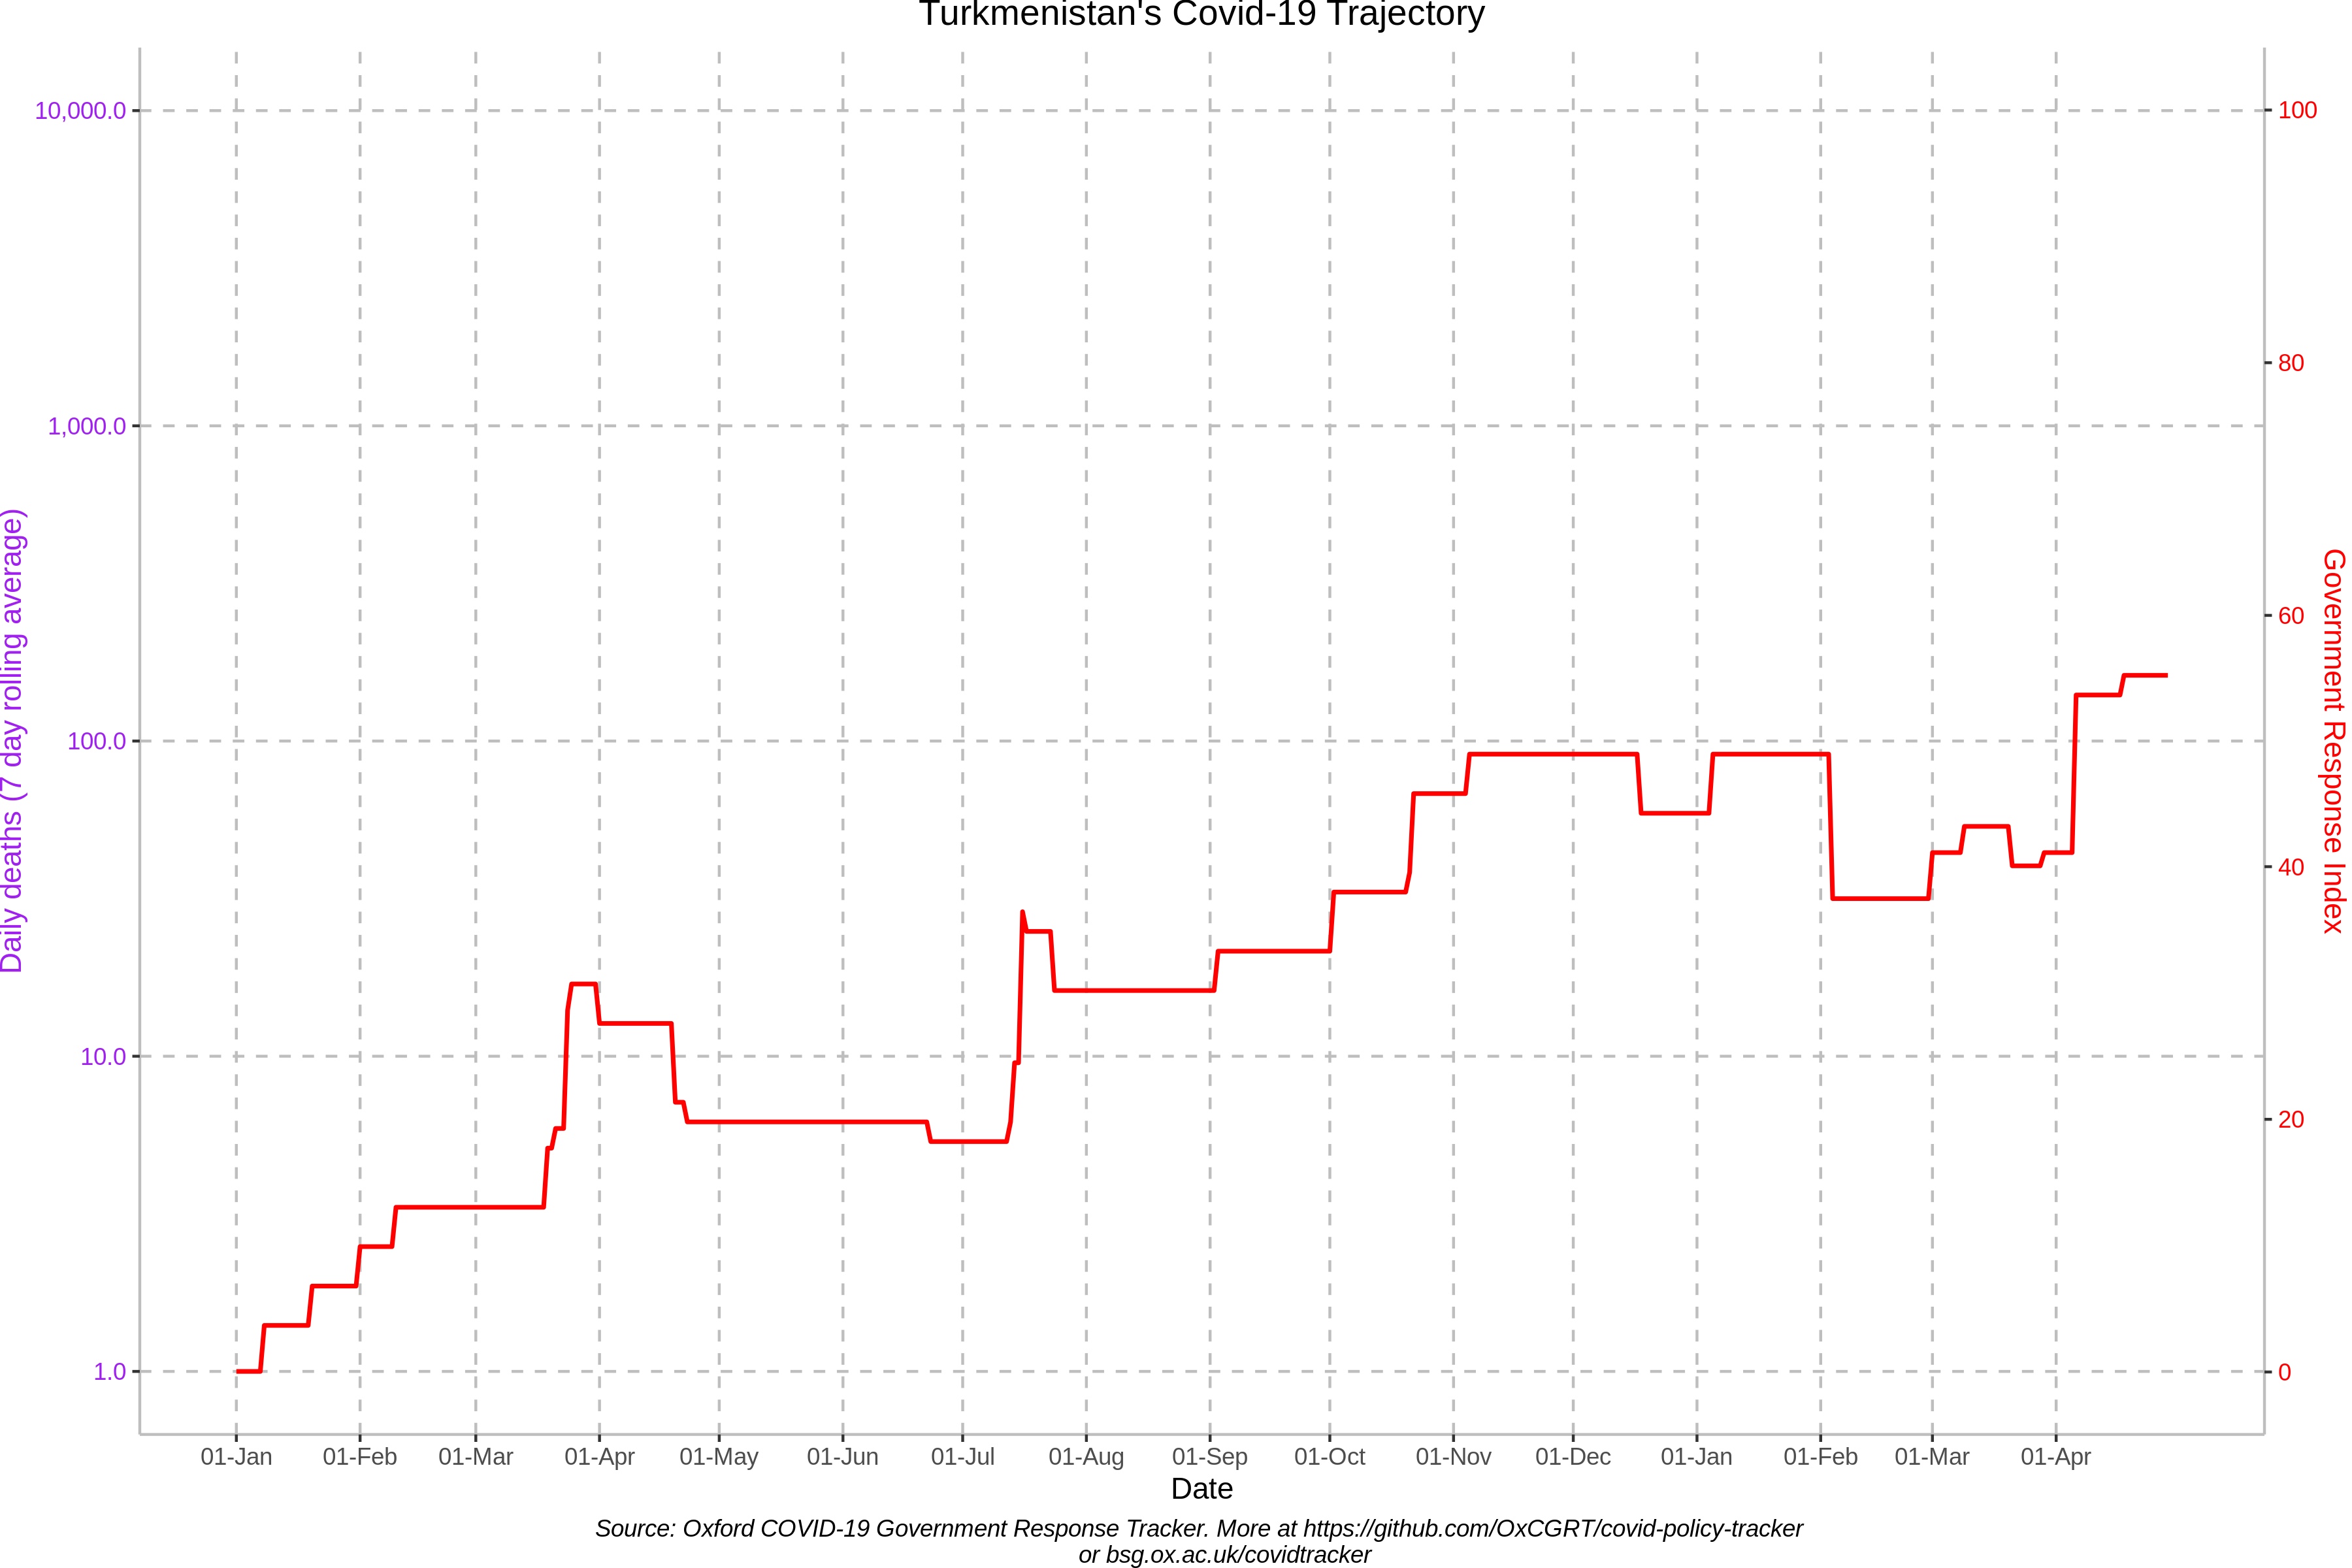 Turkmenistan's Covid-19 Trajectory
10,000.0
1,000.0
100.0
10.0
1.0
Daily deaths (7 day rolling average)
100
80
60
40
20
0
Government Response Index
01-Jan 01-Feb 01-Mar 01-Apr 01-May 01-Jun 01-Jul 01-Aug 01-Sep 01-Oct 01-Nov 01-Dec 01-Jan 01-Feb 01-Mar 01-Apr
Date
Source: Oxford COVID-19 Government Response Tracker. More at https://github.com/OxCGRT/covid-policy-tracker
or bsg.ox.ac.uk/covidtracker